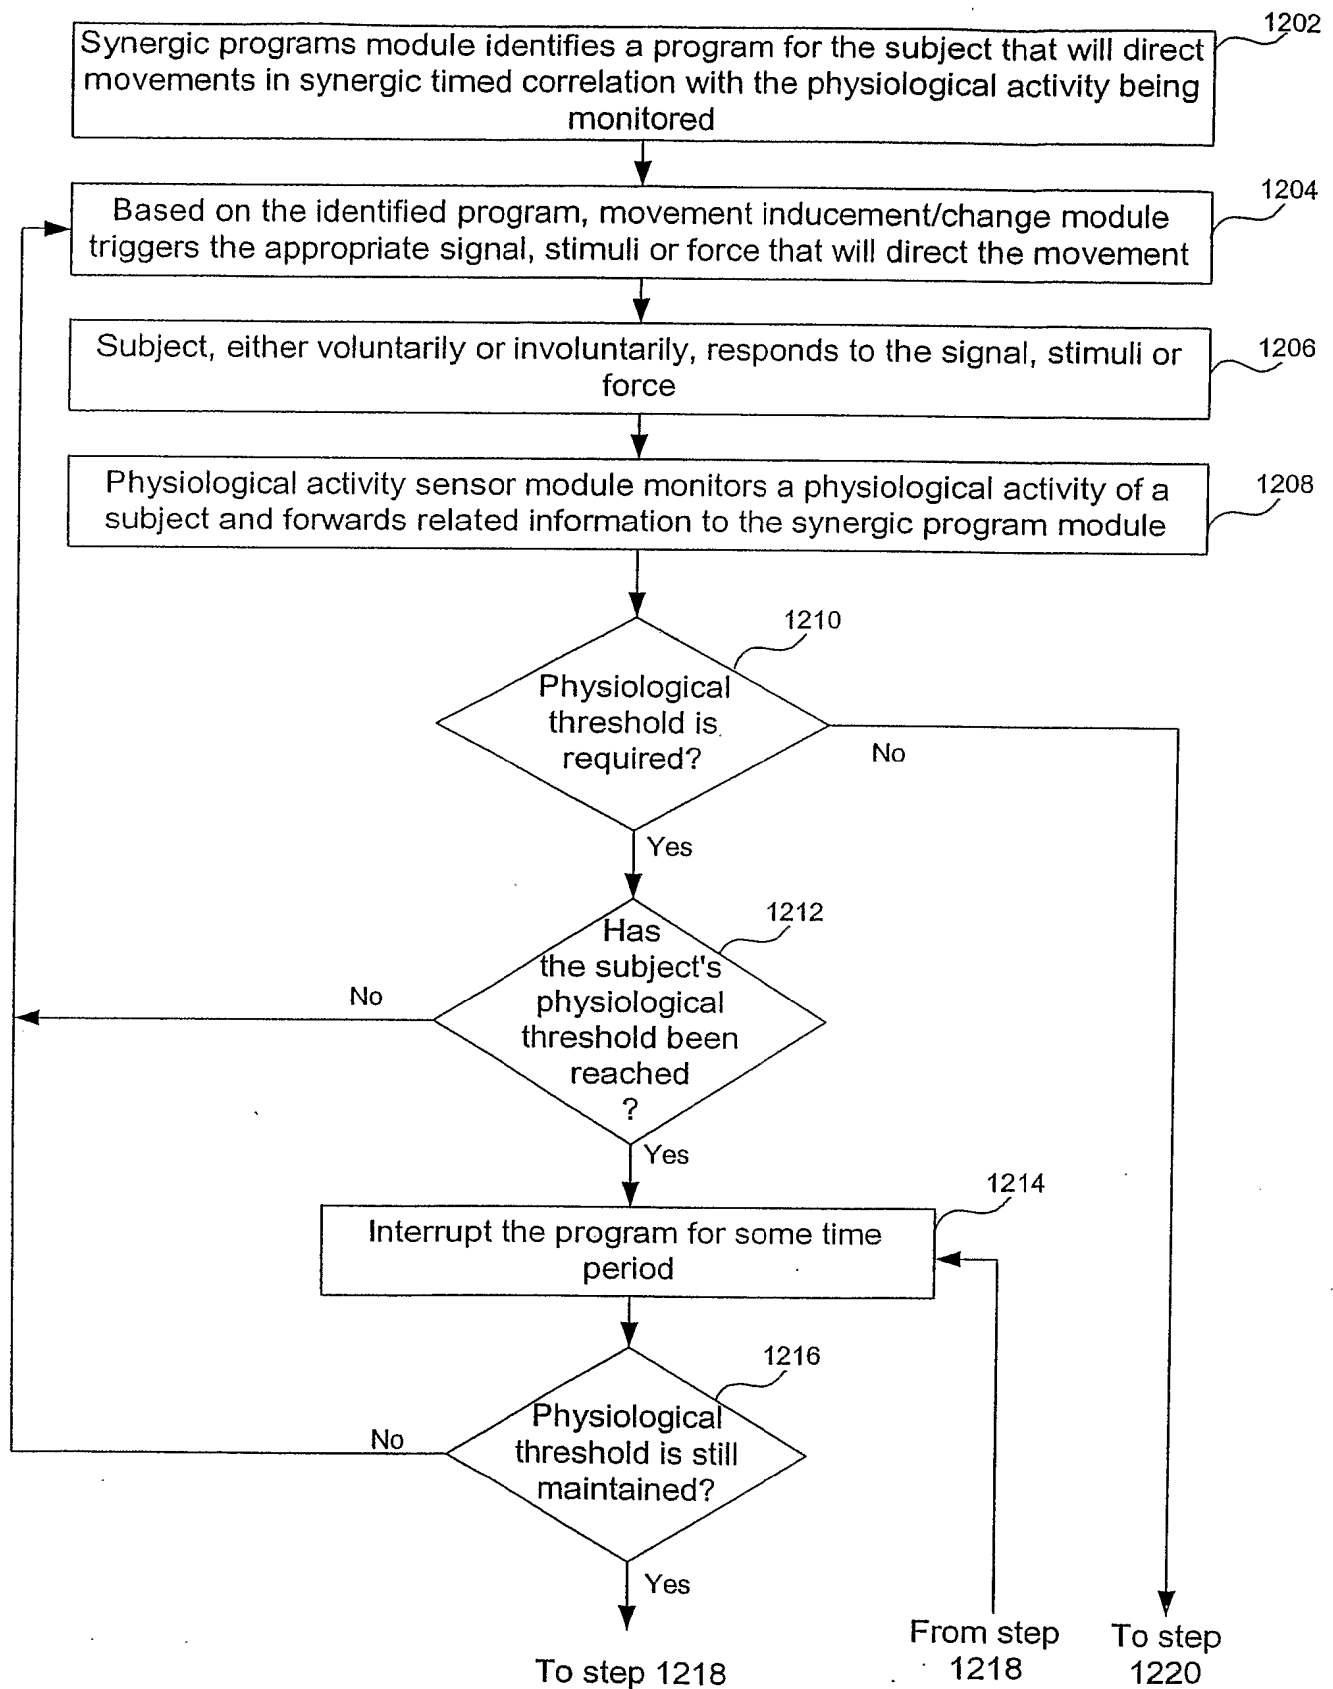 1202
Synergic programs module identifies a program for the subject that will direct
movements in synergic timed correlation with the physiological activity being
monitored
1204
Based on the identified program, movement inducement/change module
triggers the appropriate signal, stimuli or force that will direct the movement
1206
Subject, either voluntarily or involuntarily, responds to the signal, stimuli or
force
1208
Physiological activity sensor module monitors a physiological activity of a
subject and forwards related information to the synergic program module
1210
Physiological
threshold is
required?
No
Yes
1212
Has
the subject's
physiological
threshold been
reached
?
No
Yes
1214
Interrupt the program for some time
period
1216
Physiological
threshold is still
maintained?
No
Yes
To step 1218
From step
1218
To step
1220